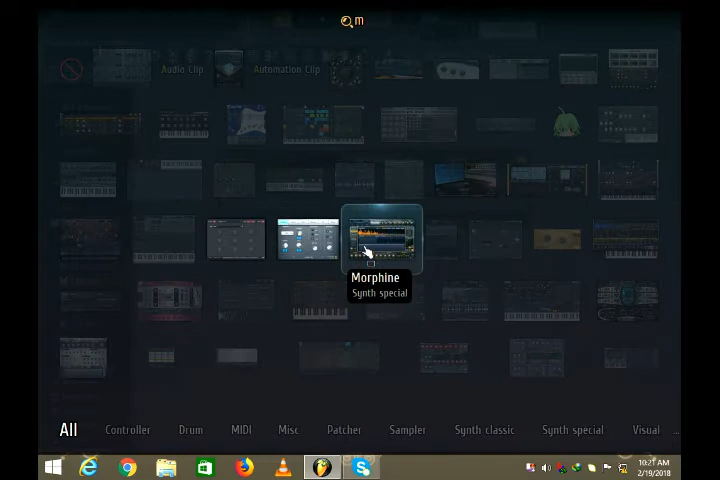 m
Audio Clip
Automation Clip
Morphine
Synth special
All Controller Drum MIDI Misc Patcher Sampler Synth classic Synth special Visual ...
10:21 AM
2/19/2018